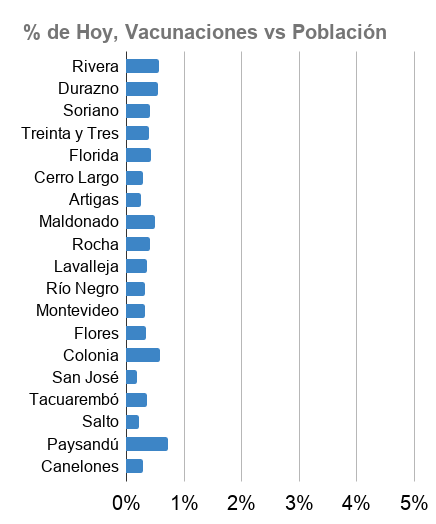 % de Hoy, Vacunaciones vs Población
Rivera
Durazno
Soriano
Treinta y Tres
Florida
Cerro Largo
Artigas
Maldonado
Rocha
Lavalleja
Río Negro
Montevideo
Flores
Colonia
San José
Tacuarembó
Salto
Paysandú
Canelones
0% 1% 2% 3% 4% 5%